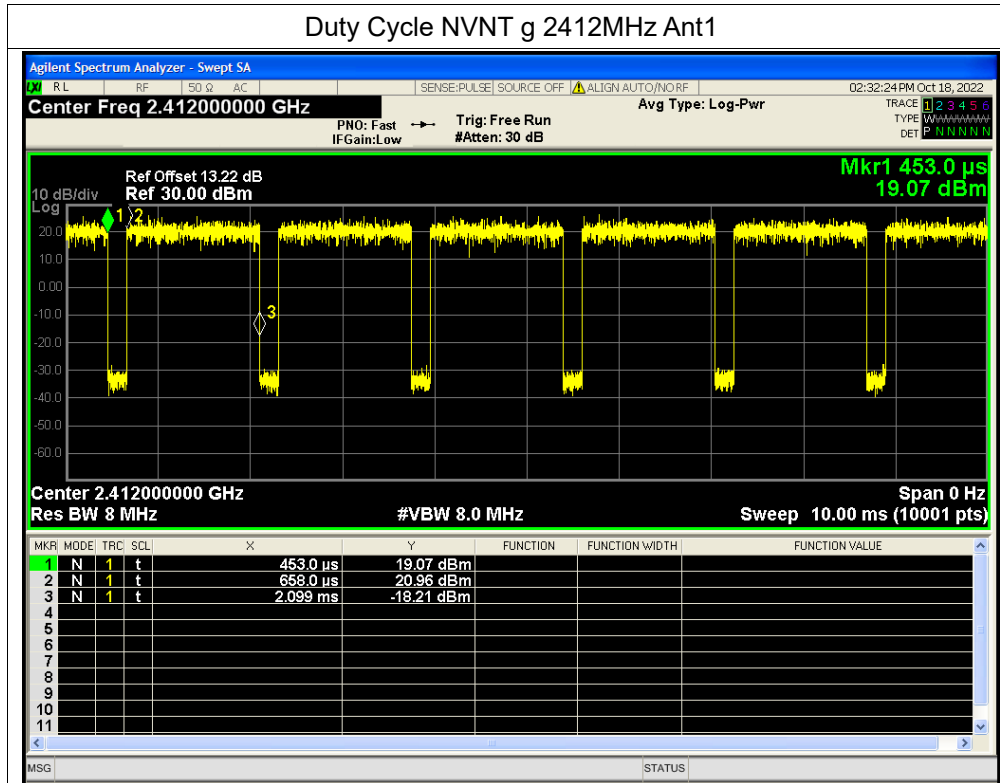 Duty Cycle NVNT g 2412MHz Ant1
Agilent Spectrum Analyzer - Swept SA
LXI RL RF 50 Ω AC SENSE:PULSE SOURCE OFF ALIGN AUTO/NO RF 02:32:24 PM Oct 18, 2022
Center Freq 2.412000000 GHz Avg Type: Log-Pwr TRACE 1 2 3 4 5 6
PNO: Fast Trig: Free Run TYPE W
IFGain:Low #Atten: 30 dB DET P N N N N N
Mkr1 453.0 µs
Ref Offset 13.22 dB
10 dB/div Ref 30.00 dBm 19.07 dBm
Log
1 2
20.0
10.0
0.00
-10.0
3
-20.0
-30.0
-40.0
-50.0
-60.0
Center 2.412000000 GHz Span 0 Hz
Res BW 8 MHz #VBW 8.0 MHz Sweep 10.00 ms (10001 pts)
MKR MODE TRC SCL X Y FUNCTION FUNCTION WIDTH FUNCTION VALUE
1 N 1 t 453.0 µs 19.07 dBm
2 N 1 t 658.0 µs 20.96 dBm
3 N 1 t 2.099 ms -18.21 dBm
4
5
6
7
8
9
10
11
MSG STATUS